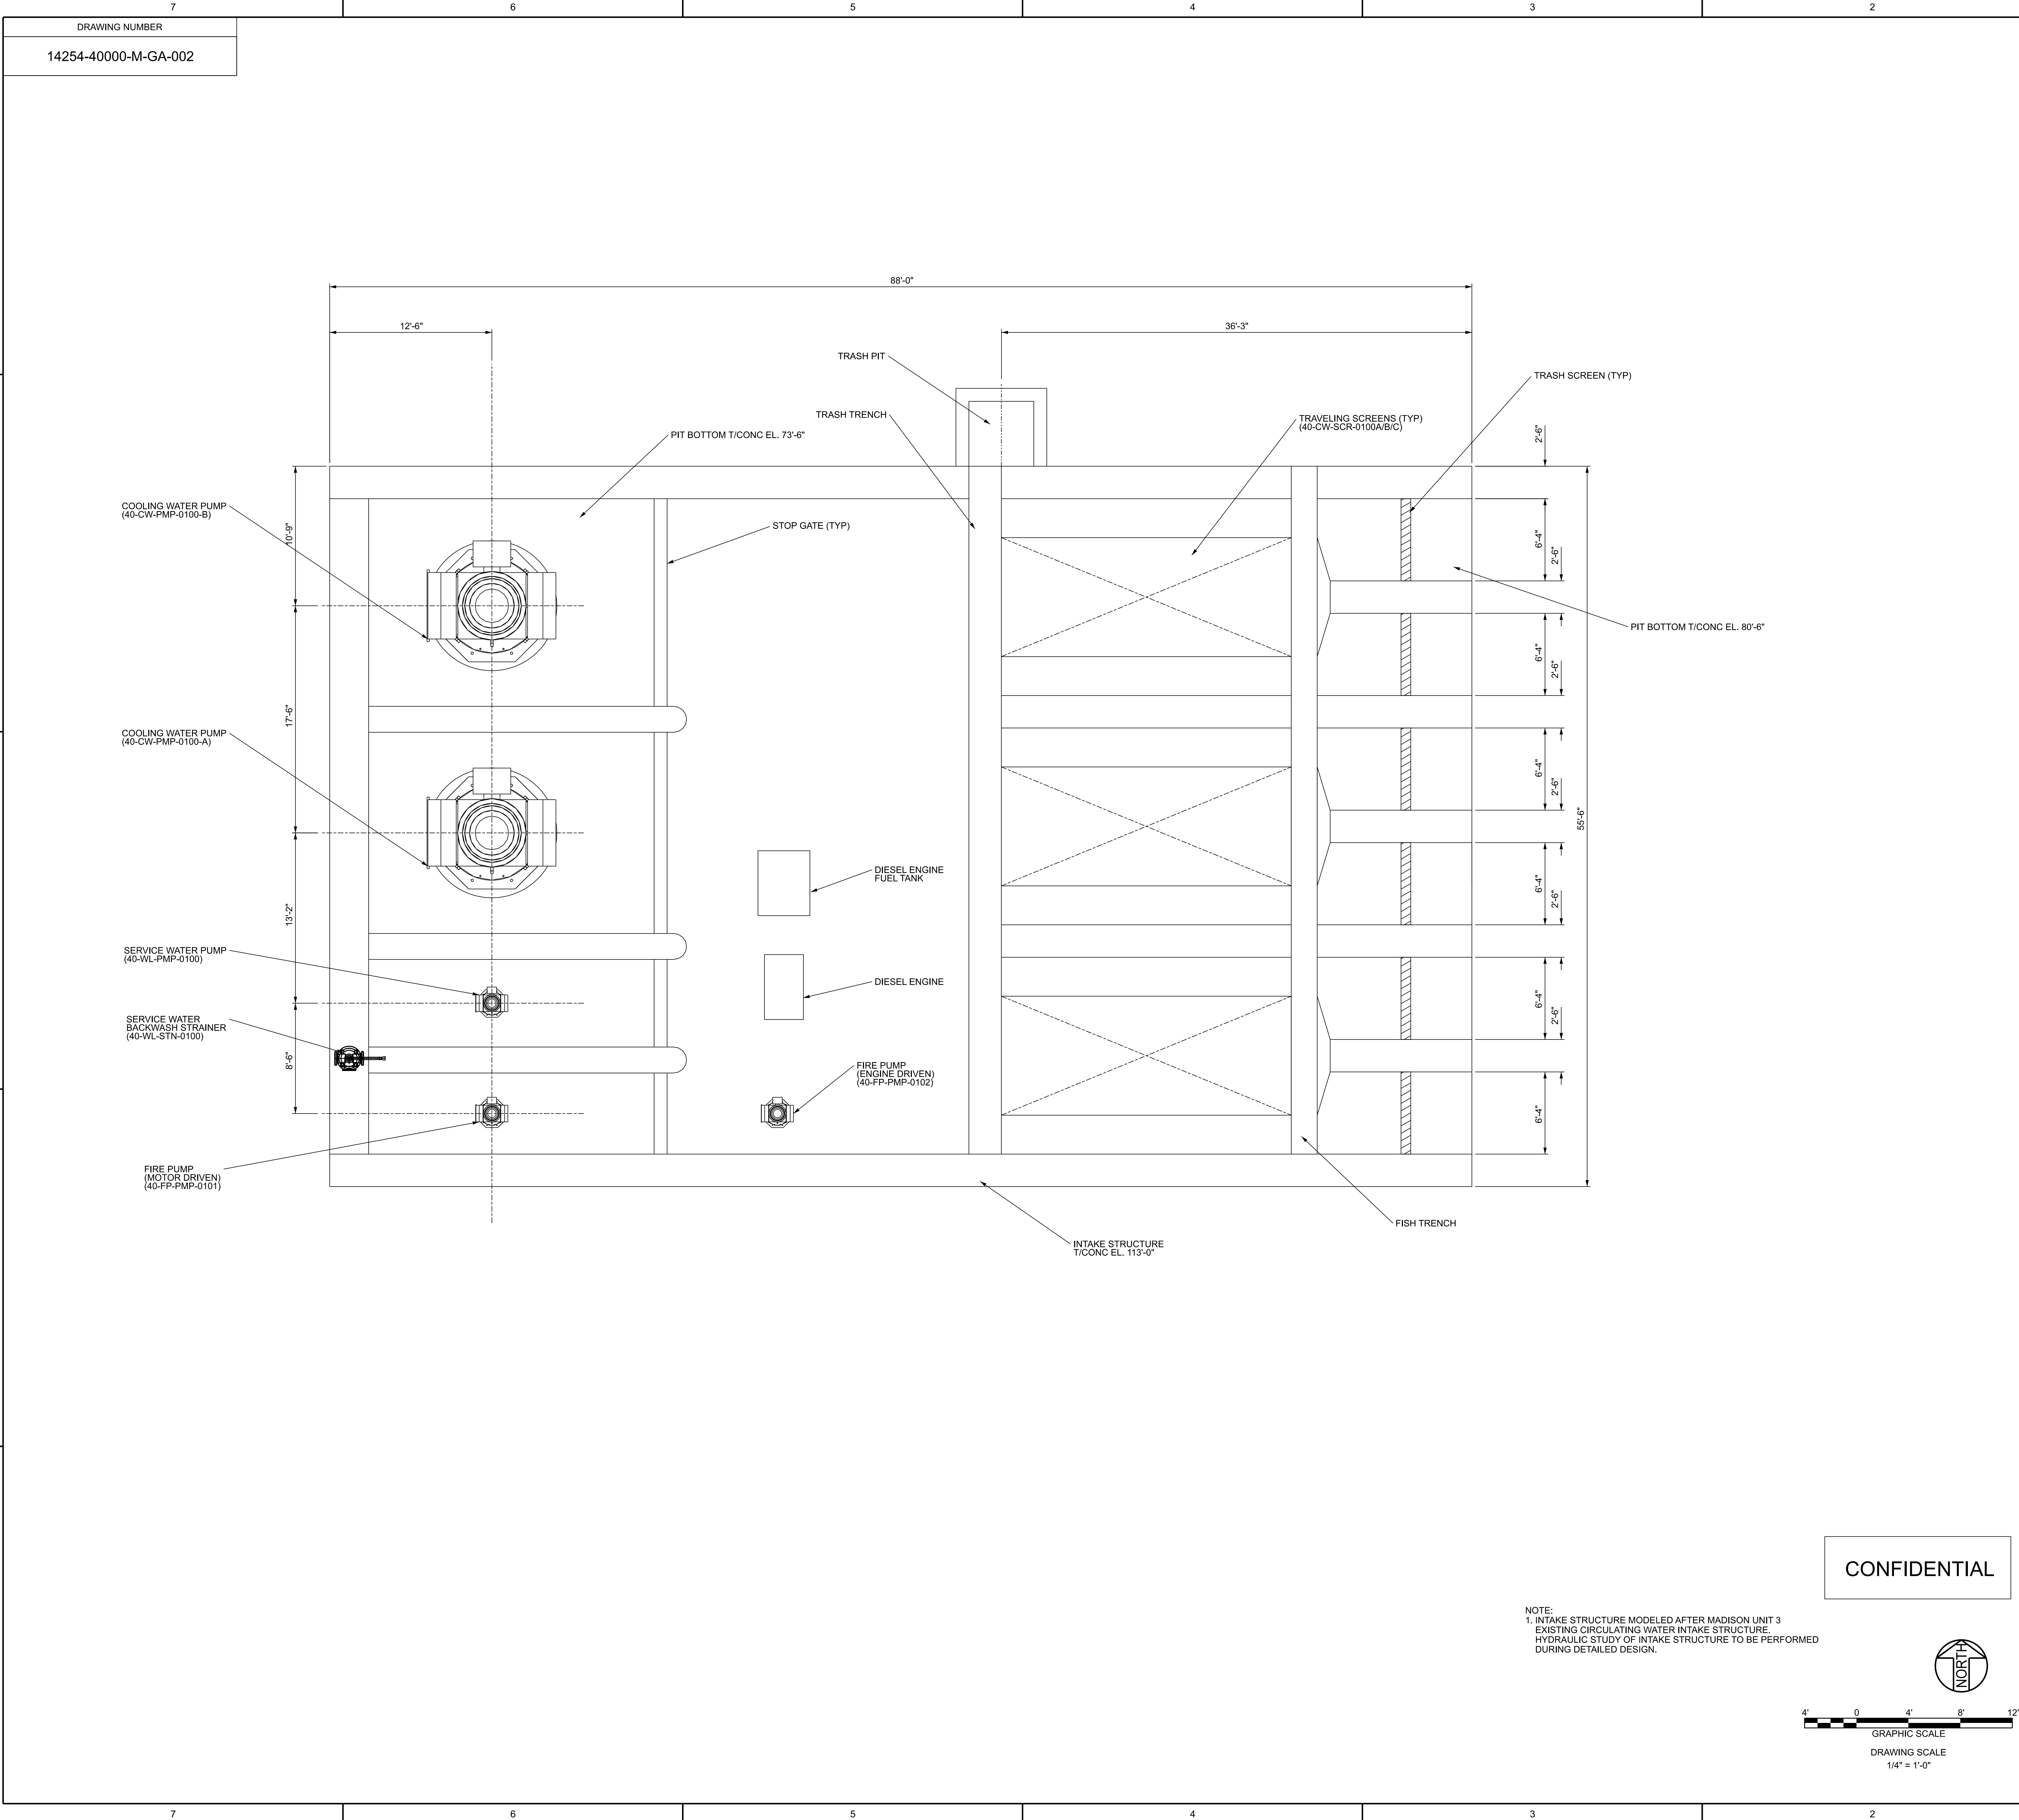 7 6 5 4 3 2
DRAWING NUMBER
14254-40000-M-GA-002
88'-0"
12'-6"
36'-3"
TRASH PIT
TRASH SCREEN (TYP)
TRASH TRENCH
TRAVELING SCREENS (TYP)
(40-CW-SCR-0100A/B/C)
PIT BOTTOM T/CONC EL. 73'-6"
2'-6"
COOLING WATER PUMP
(40-CW-PMP-0100-B)
10'-9"
STOP GATE (TYP)
6'-4"
2'-6"
PIT BOTTOM T/CONC EL. 80'-6"
6'-4"
2'-6"
17'-6"
COOLING WATER PUMP
(40-CW-PMP-0100-A)
6'-4"
2'-6"
55'-6"
DIESEL ENGINE
FUEL TANK
6'-4"
2'-6"
13'-2"
SERVICE WATER PUMP
(40-WL-PMP-0100)
DIESEL ENGINE
6'-4"
2'-6"
SERVICE WATER
BACKWASH STRAINER
(40-WL-STN-0100)
8'-6"
FIRE PUMP
(ENGINE DRIVEN)
(40-FP-PMP-0102)
6'-4"
FIRE PUMP
(MOTOR DRIVEN)
(40-FP-PMP-0101)
FISH TRENCH
INTAKE STRUCTURE
T/CONC EL. 113'-0"
CONFIDENTIAL
NOTE:
1. INTAKE STRUCTURE MODELED AFTER MADISON UNIT 3
EXISTING CIRCULATING WATER INTAKE STRUCTURE.
HYDRAULIC STUDY OF INTAKE STRUCTURE TO BE PERFORMED
DURING DETAILED DESIGN.
NORTH
4' 0 4' 8' 12'
GRAPHIC SCALE
DRAWING SCALE
1/4" = 1'-0"
7 6 5 4 3 2